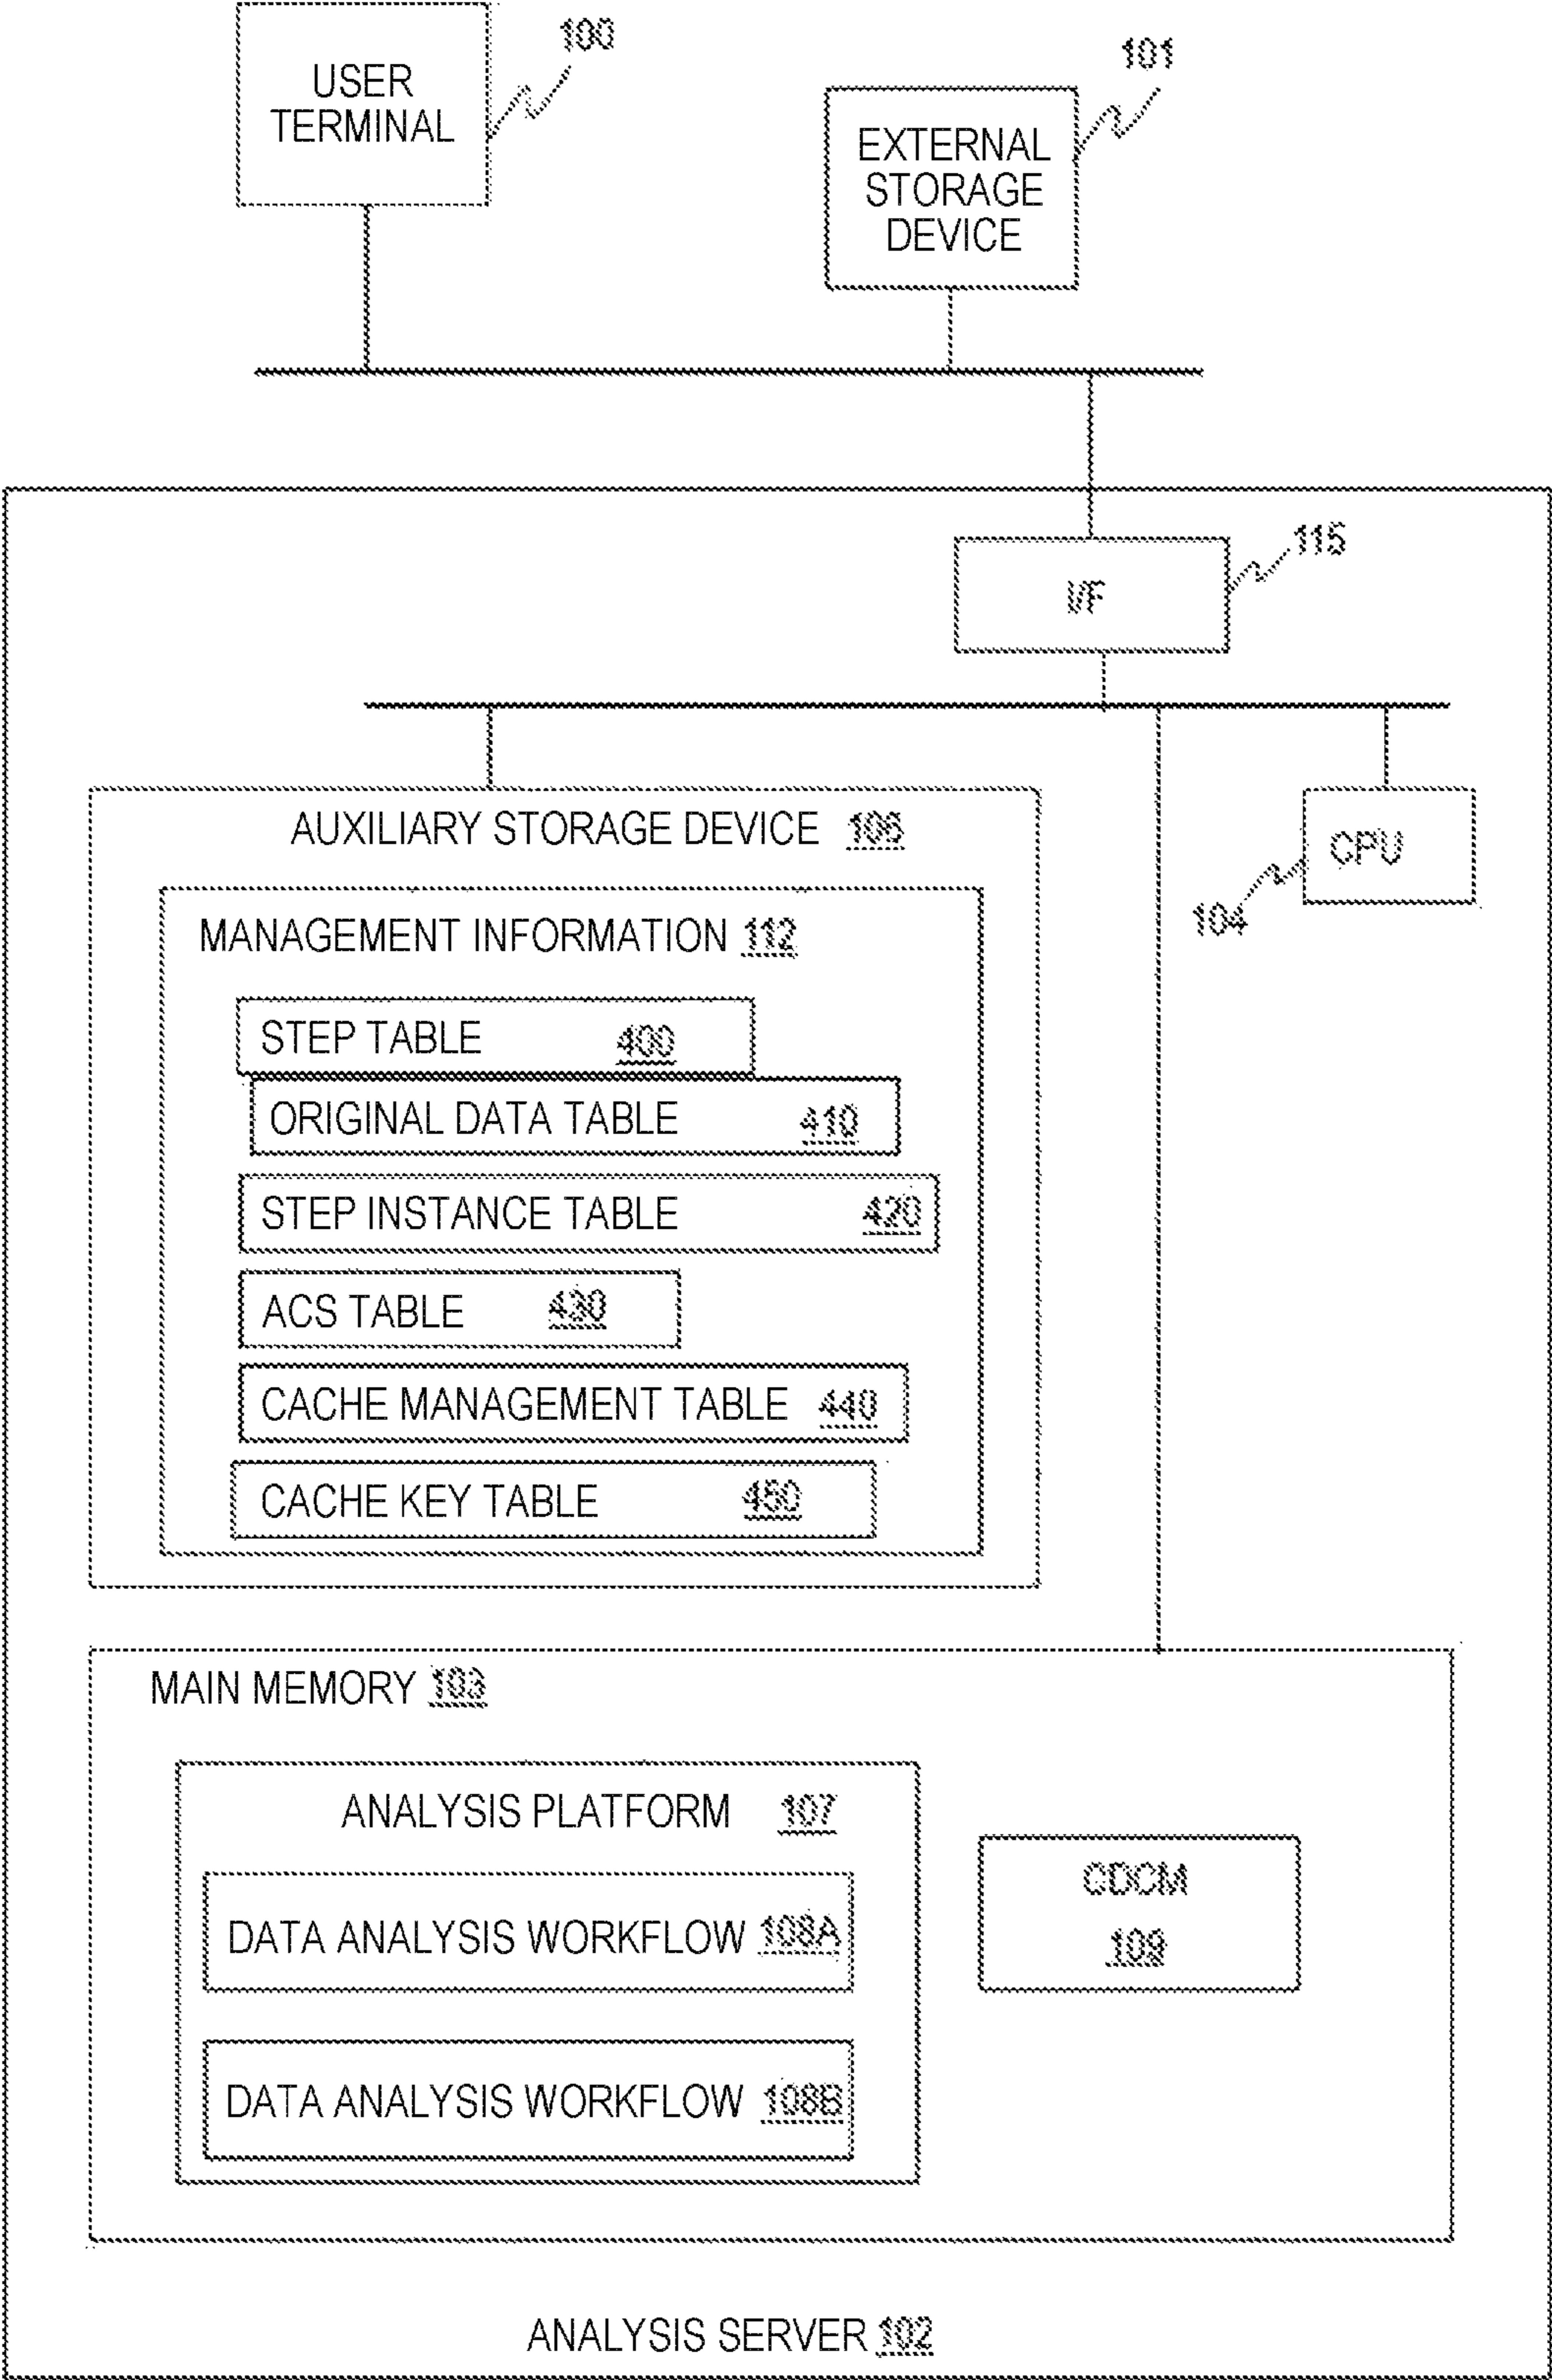 100
USER
TERMINAL
101
EXTERNAL
STORAGE
DEVICE
115
I/F
AUXILIARY STORAGE DEVICE 106
CPU
104
MANAGEMENT INFORMATION 112
STEP TABLE 400
ORIGINAL DATA TABLE 410
STEP INSTANCE TABLE 420
ACS TABLE 430
CACHE MANAGEMENT TABLE 440
CACHE KEY TABLE 450
MAIN MEMORY 103
ANALYSIS PLATFORM 107
DATA ANALYSIS WORKFLOW 108A
CDCM
109
DATA ANALYSIS WORKFLOW 108B
ANALYSIS SERVER 102